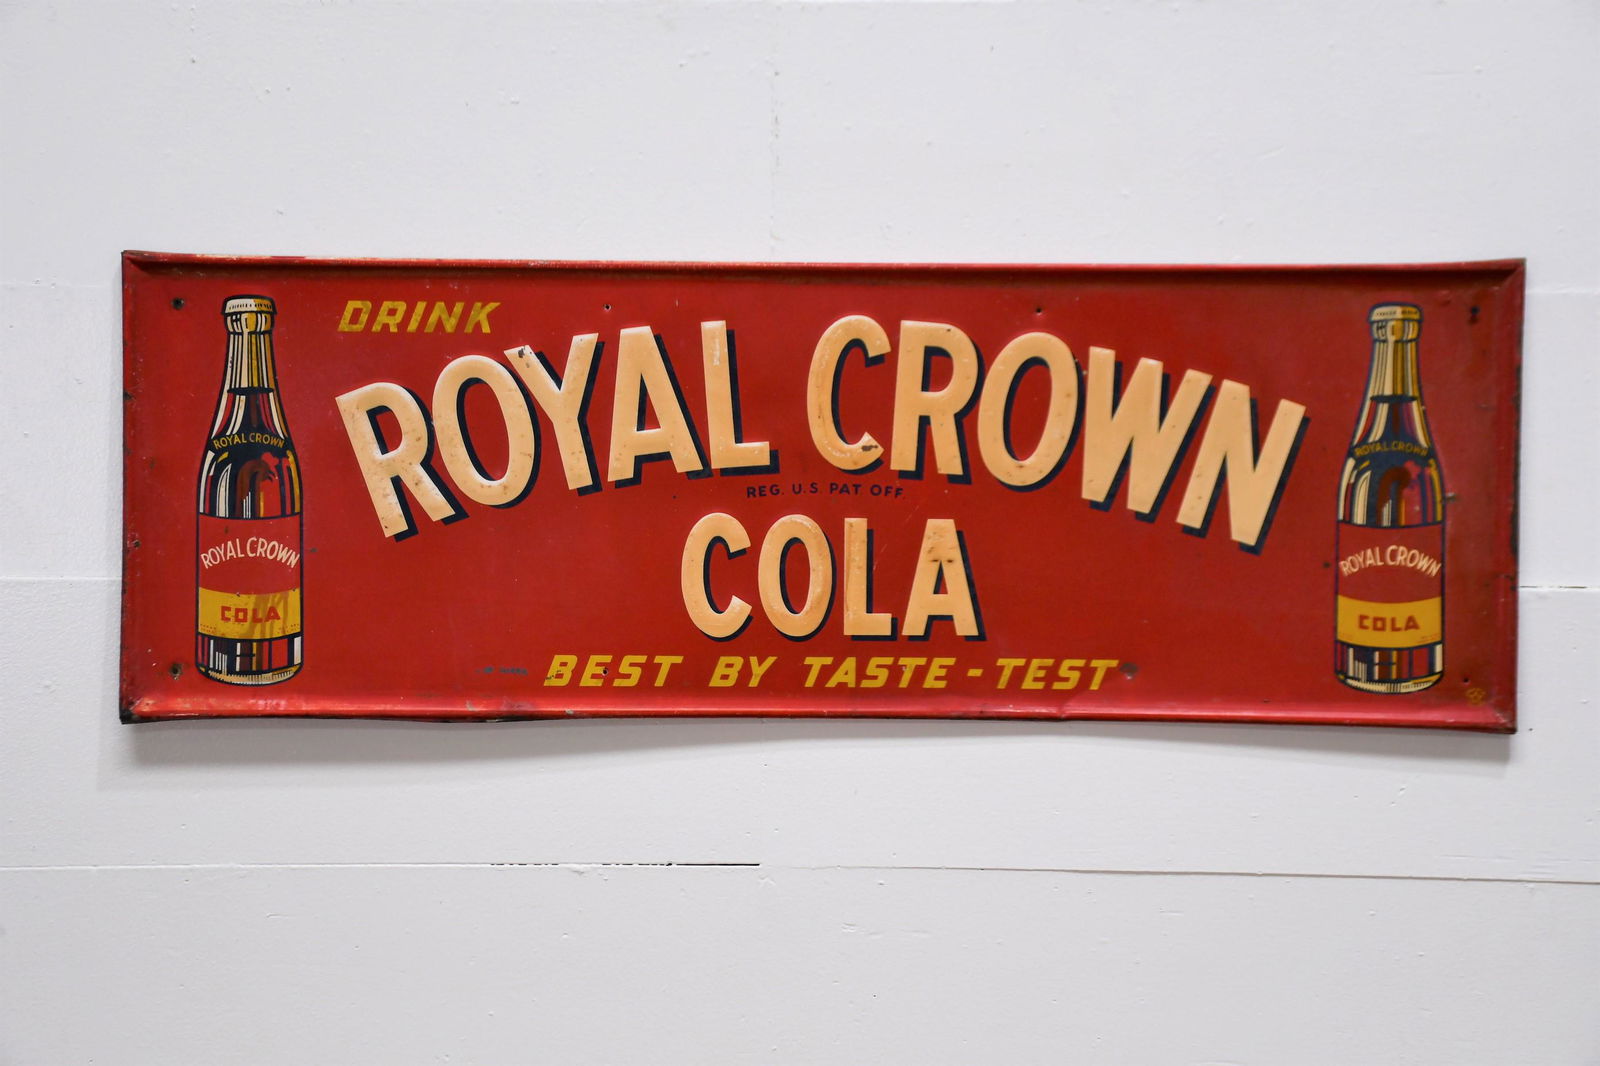 DRINK
ROYAL CROWN
REG. U.S. PAT. OFF.
COLA
BEST BY TASTE-TEST
ROYAL CROWN
ROYAL CROWN
COLA
ROYAL CROWN
ROYAL CROWN
COLA